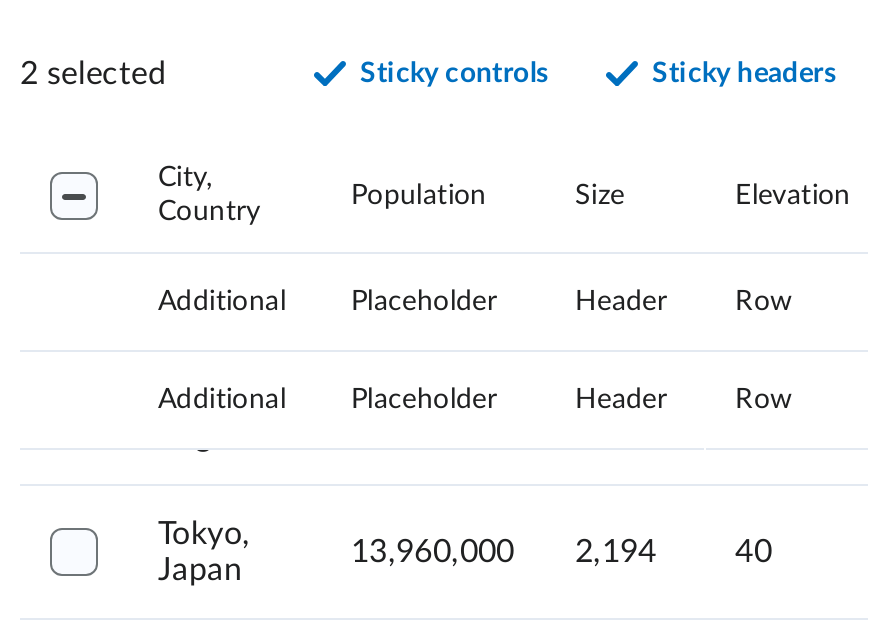 2 selected Sticky controls Sticky headers
City,
Country Population Size Elevation
Additional Placeholder Header Row
Additional Placeholder Header Row
Tokyo,
Japan 13,960,000 2,194 40